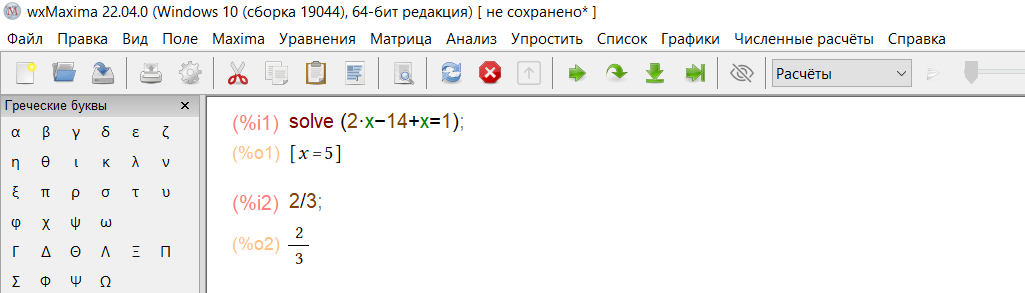 wxMaxima 22.04.0 (Windows 10 (сборка 19044), 64-бит редакция) [ не сохранено* ]
Файл Правка Вид Поле Maxima Уравнения Матрица Анализ Упростить Список Графики Численные расчёты Справка
Расчёты
Греческие буквы
α β γ δ ε ζ
η θ ι κ λ ν
ξ π ρ σ τ υ
φ χ ψ ω
Γ Δ Θ Λ Ξ Π
Σ Φ Ψ Ω
(%i1) solve (2·x−14+x=1);
(%o1) [x=5]
(%i2) 2/3;
(%o2) 2/3